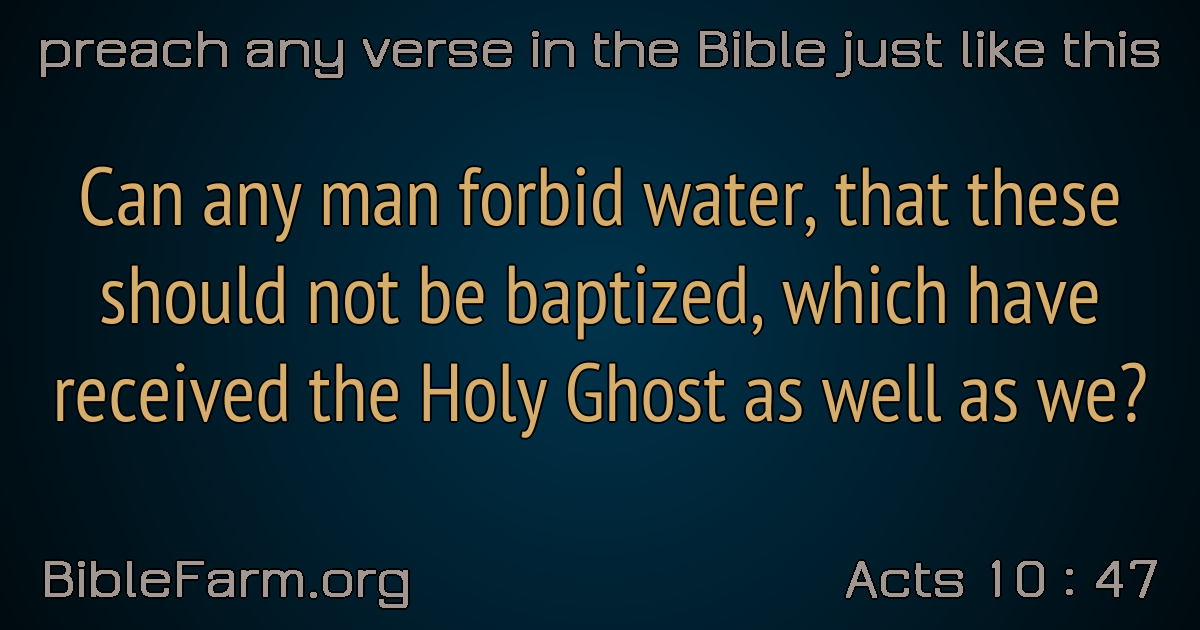 preach any verse in the Bible just like this
Can any man forbid water, that these
should not be baptized, which have
received the Holy Ghost as well as we?
BibleFarm.org
Acts 10 : 47